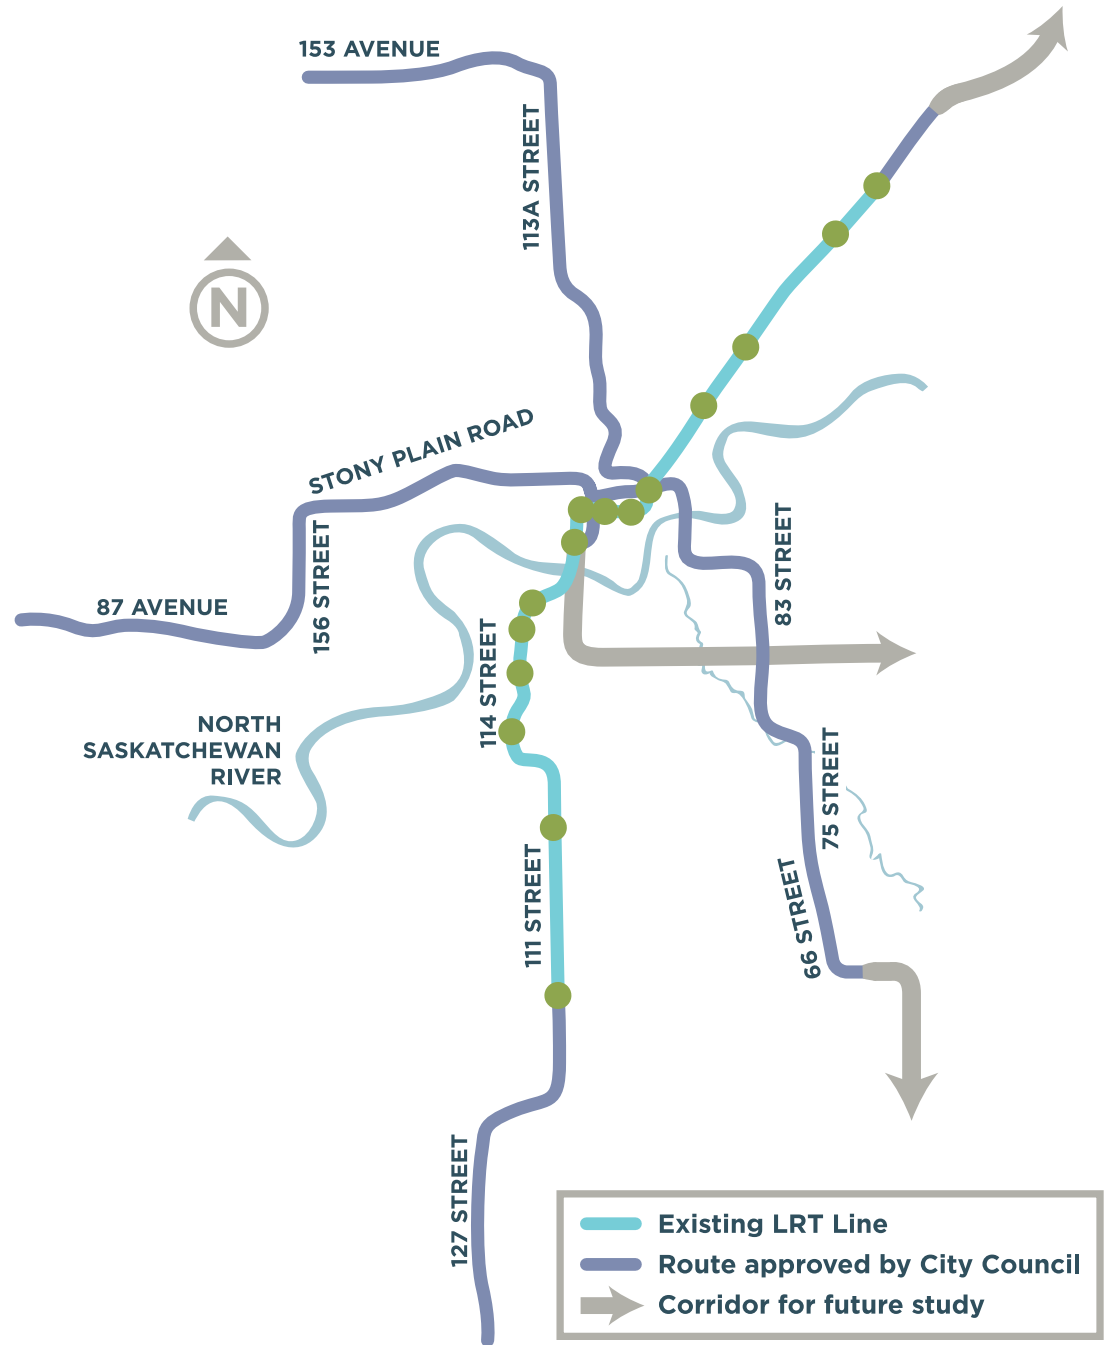 153 AVENUE
113A STREET
N
STONY PLAIN ROAD
156 STREET
87 AVENUE
83 STREET
114 STREET
NORTH
SASKATCHEWAN
RIVER
75 STREET
111 STREET
66 STREET
127 STREET
Existing LRT Line
Route approved by City Council
Corridor for future study